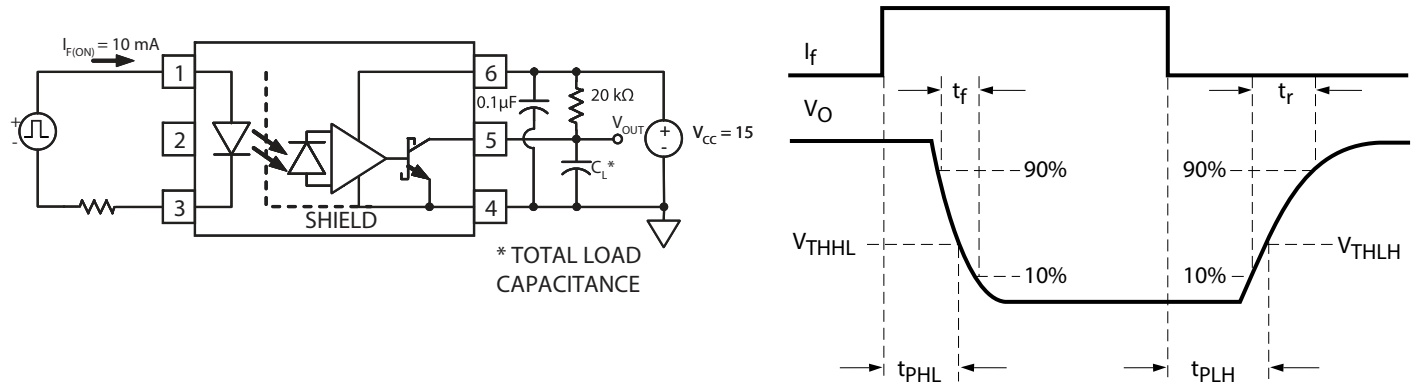 I_F(ON) = 10 mA
+
-
1
2
3
6
5
4
SHIELD
0.1µF
20 kΩ
V_OUT
C_L*
+
-
V_CC = 15
* TOTAL LOAD
CAPACITANCE
I_f
V_O
t_f
t_r
90%
90%
V_THHL
V_THLH
10%
10%
t_PHL
t_PLH